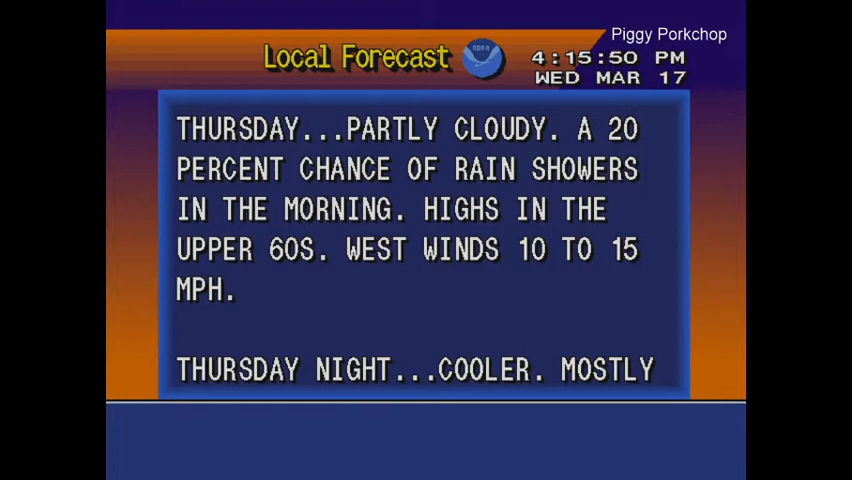 Piggy Porkchop
Local Forecast
NOAA
4:15:50 PM
WED MAR 17
THURSDAY...PARTLY CLOUDY. A 20
PERCENT CHANCE OF RAIN SHOWERS
IN THE MORNING. HIGHS IN THE
UPPER 60S. WEST WINDS 10 TO 15
MPH.
THURSDAY NIGHT...COOLER. MOSTLY